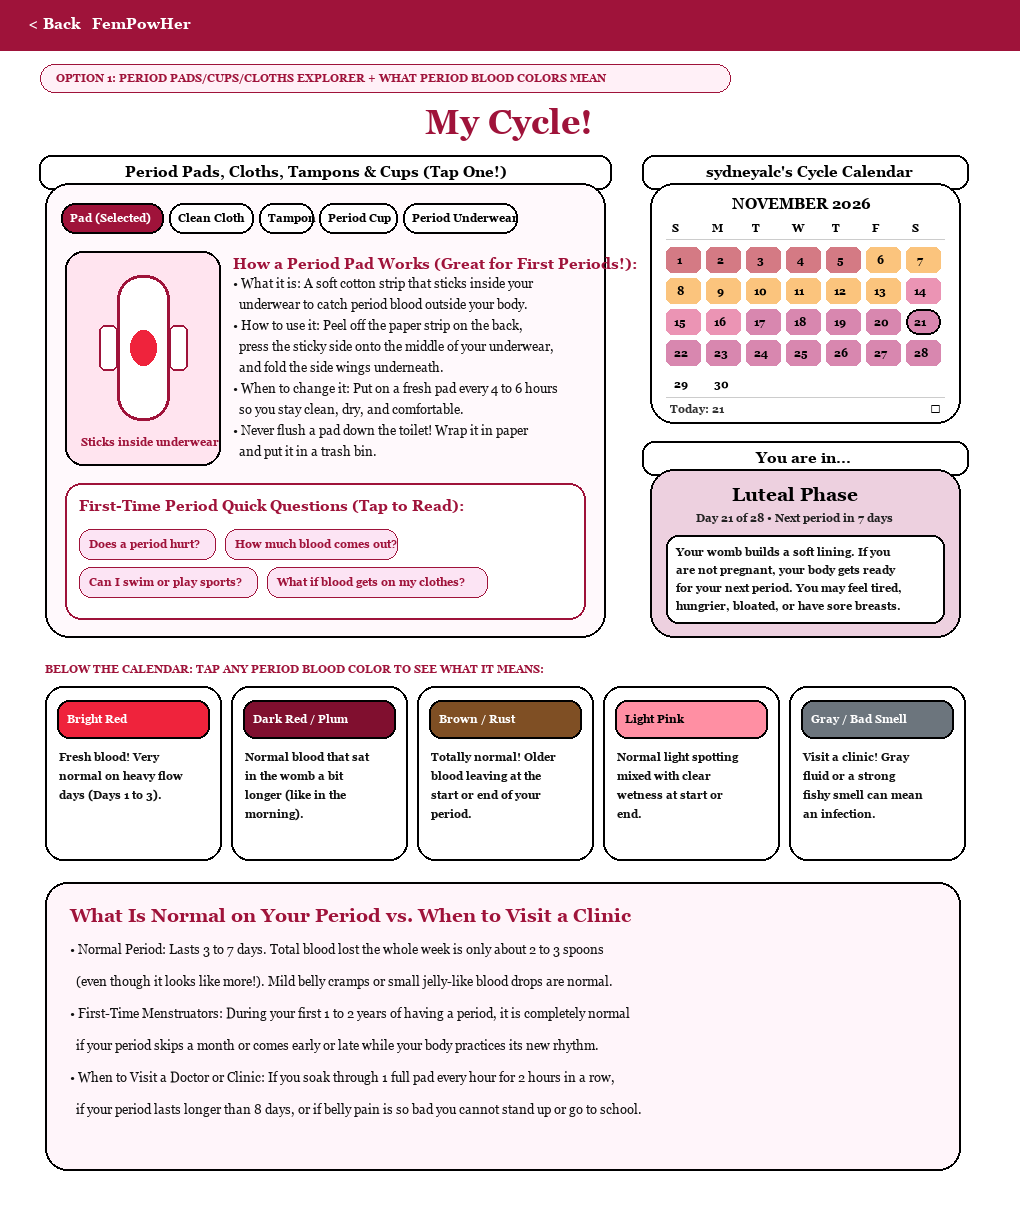 < Back FemPowHer
OPTION 1: PERIOD PADS/CUPS/CLOTHS EXPLORER + WHAT PERIOD BLOOD COLORS MEAN
My Cycle!
Period Pads, Cloths, Tampons & Cups (Tap One!)
Pad (Selected) Clean Cloth Tampon Period Cup Period Underwear
How a Period Pad Works (Great for First Periods!):
• What it is: A soft cotton strip that sticks inside your
underwear to catch period blood outside your body.
• How to use it: Peel off the paper strip on the back,
press the sticky side onto the middle of your underwear,
and fold the side wings underneath.
• When to change it: Put on a fresh pad every 4 to 6 hours
so you stay clean, dry, and comfortable.
• Never flush a pad down the toilet! Wrap it in paper
and put it in a trash bin.
Sticks inside underwear
First-Time Period Quick Questions (Tap to Read):
Does a period hurt? How much blood comes out?
Can I swim or play sports? What if blood gets on my clothes?
sydneyalc's Cycle Calendar
NOVEMBER 2026
S M T W T F S
1 2 3 4 5 6 7
8 9 10 11 12 13 14
15 16 17 18 19 20 21
22 23 24 25 26 27 28
29 30
Today: 21
You are in...
Luteal Phase
Day 21 of 28 • Next period in 7 days
Your womb builds a soft lining. If you
are not pregnant, your body gets ready
for your next period. You may feel tired,
hungrier, bloated, or have sore breasts.
BELOW THE CALENDAR: TAP ANY PERIOD BLOOD COLOR TO SEE WHAT IT MEANS:
Bright Red
Fresh blood! Very
normal on heavy flow
days (Days 1 to 3).
Dark Red / Plum
Normal blood that sat
in the womb a bit
longer (like in the
morning).
Brown / Rust
Totally normal! Older
blood leaving at the
start or end of your
period.
Light Pink
Normal light spotting
mixed with clear
wetness at start or
end.
Gray / Bad Smell
Visit a clinic! Gray
fluid or a strong
fishy smell can mean
an infection.
What Is Normal on Your Period vs. When to Visit a Clinic
• Normal Period: Lasts 3 to 7 days. Total blood lost the whole week is only about 2 to 3 spoons
(even though it looks like more!). Mild belly cramps or small jelly-like blood drops are normal.
• First-Time Menstruators: During your first 1 to 2 years of having a period, it is completely normal
if your period skips a month or comes early or late while your body practices its new rhythm.
• When to Visit a Doctor or Clinic: If you soak through 1 full pad every hour for 2 hours in a row,
if your period lasts longer than 8 days, or if belly pain is so bad you cannot stand up or go to school.